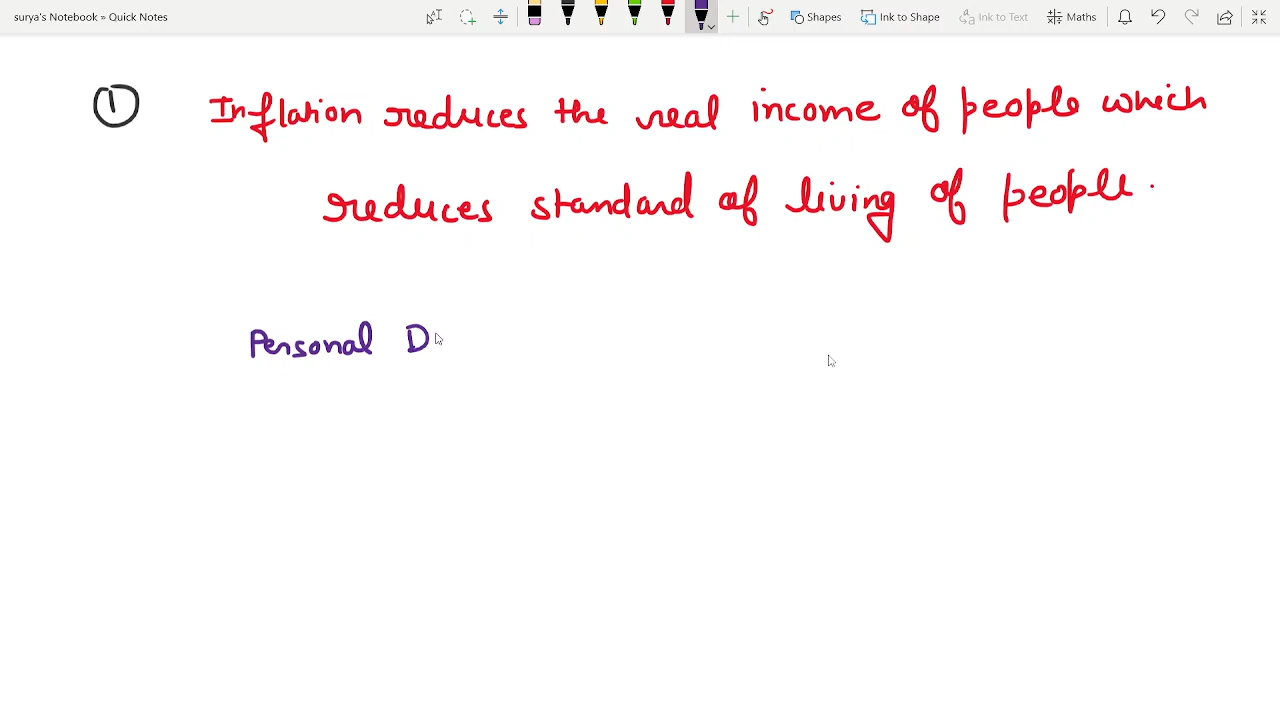 surya's Notebook » Quick Notes
Shapes
Ink to Shape
Ink to Text
Maths
1 Inflation reduces the real income of people which
reduces standard of living of people.
Personal D